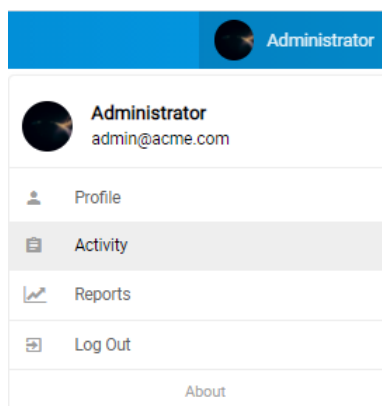 Administrator
Administrator
admin@acme.com
Profile
Activity
Reports
Log Out
About